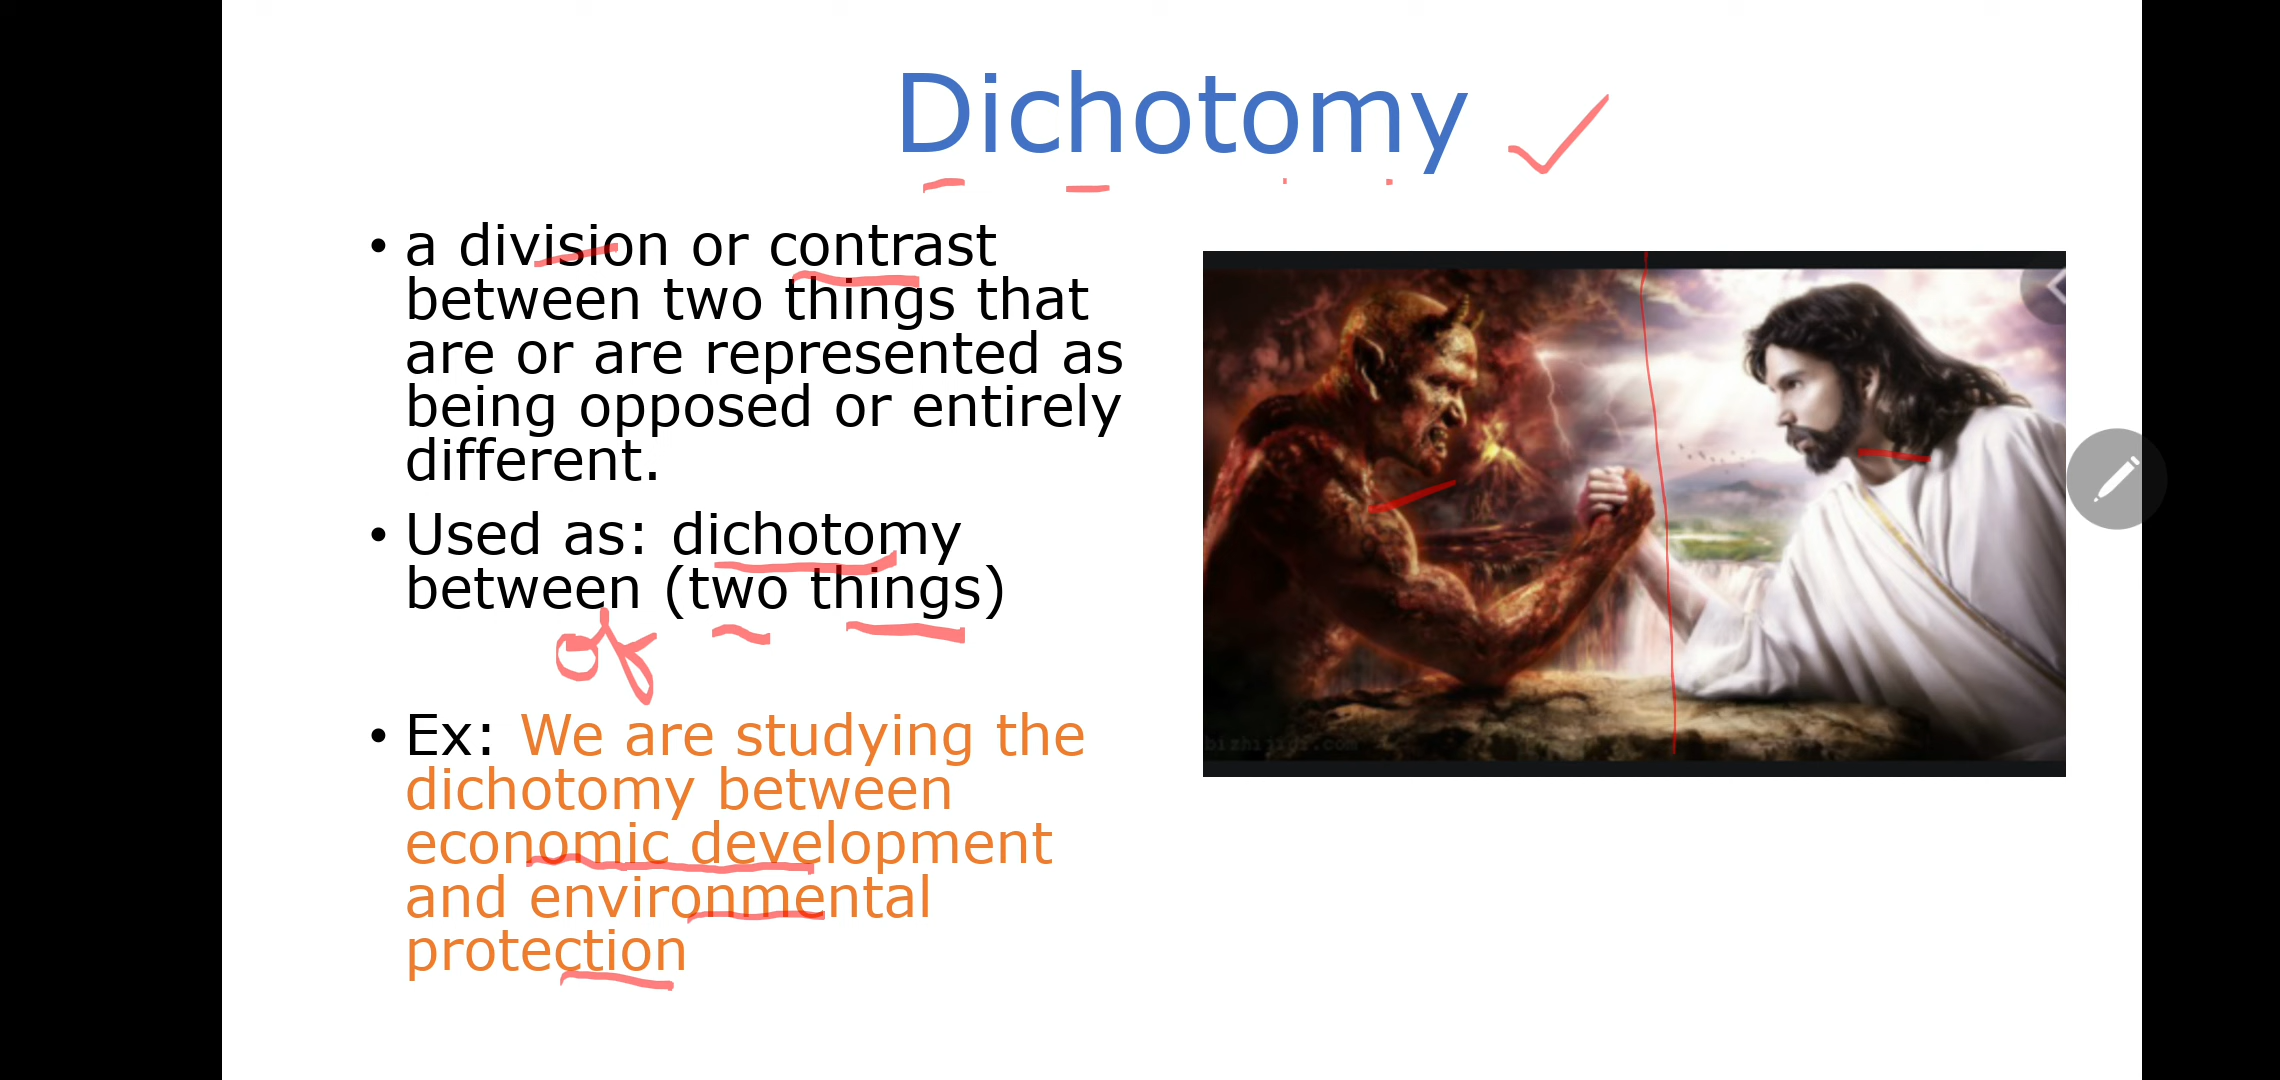 Dichotomy
• a division or contrast
between two things that
are or are represented as
being opposed or entirely
different.
• Used as: dichotomy
between (two things)
of
• Ex: We are studying the
dichotomy between
economic development
and environmental
protection